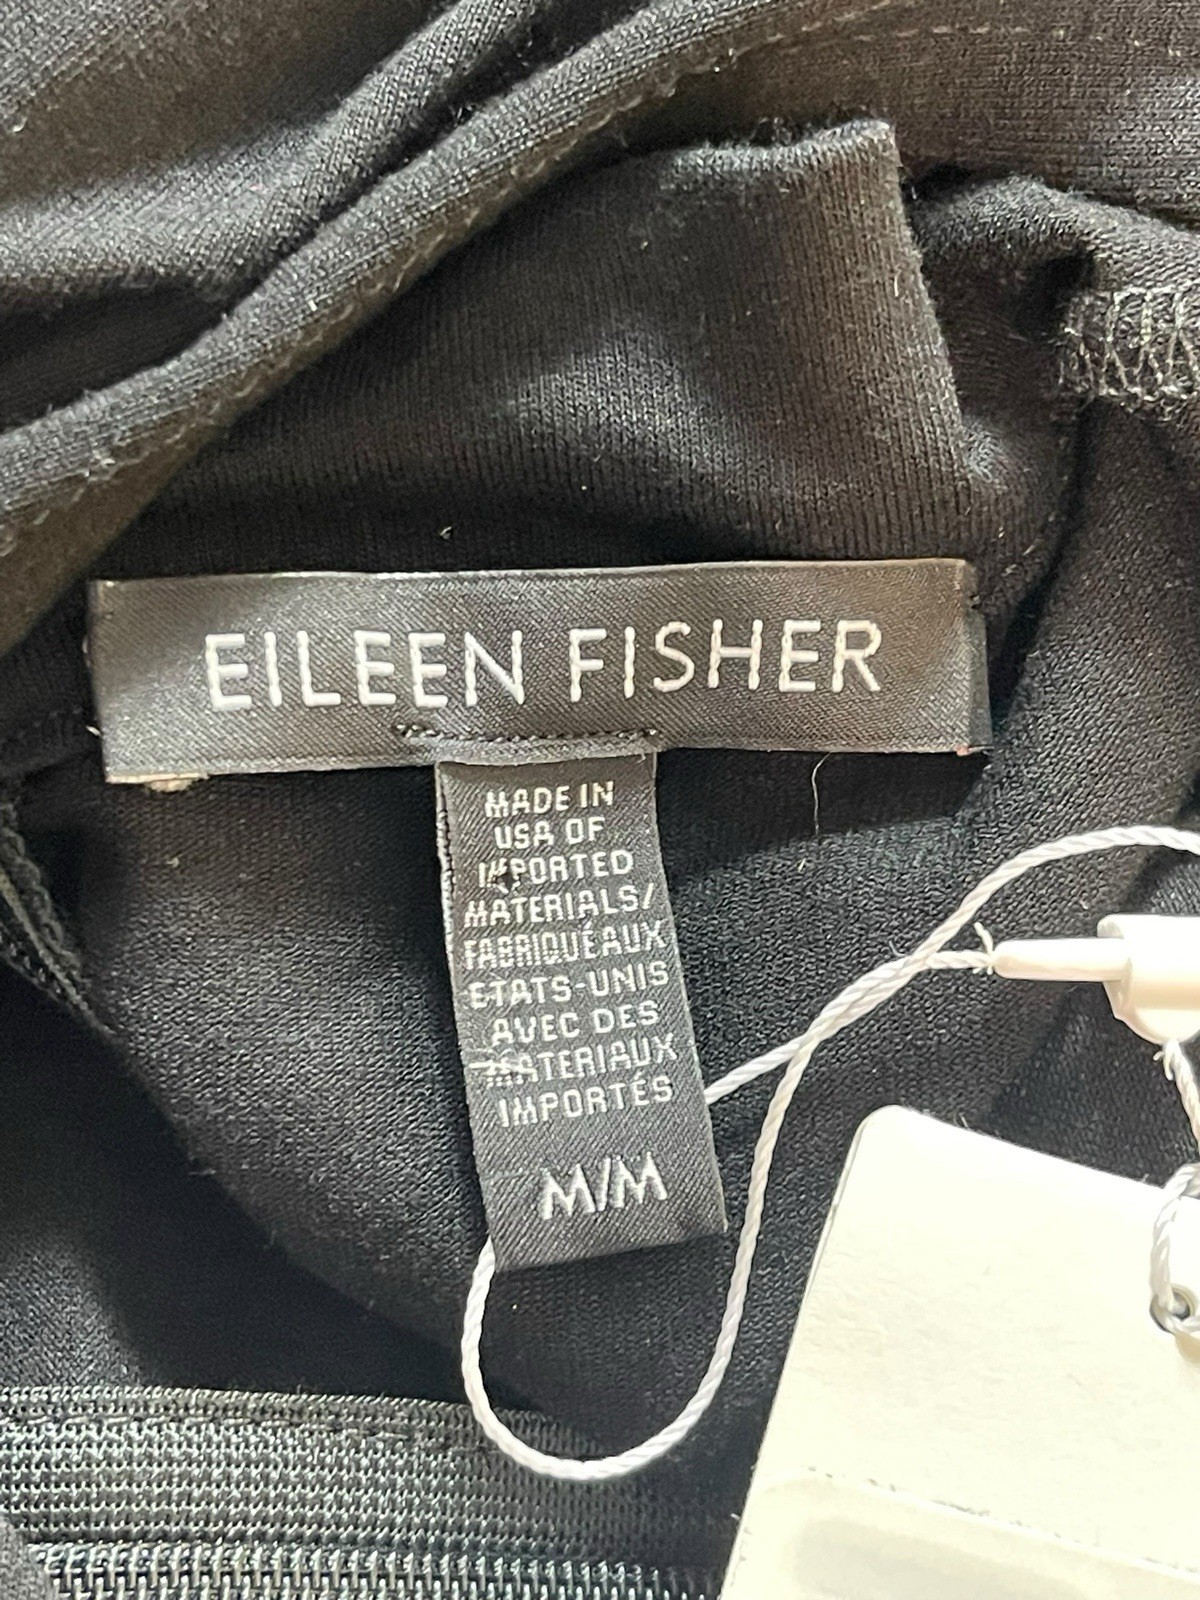 EILEEN FISHER
MADE IN
USA OF
IMPORTED
MATERIALS/
FABRIQUÉ AUX
ETATS-UNIS
AVEC DES
MATERIAUX
IMPORTÉS
M/M